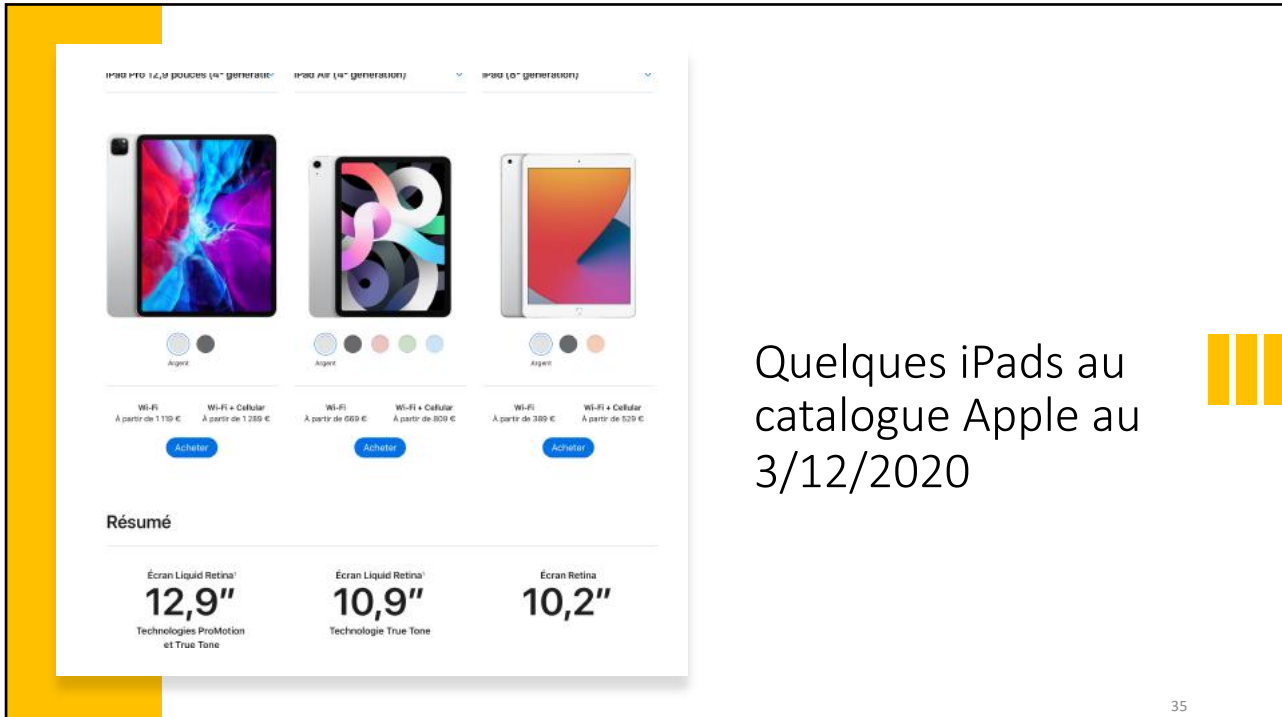 iPad Pro 12,9 pouces (4ᵉ génératio
iPad Air (4ᵉ génération)
iPad (8ᵉ génération)
Argent
Argent
Argent
Wi-Fi
À partir de 1 119 €
Wi-Fi + Cellular
À partir de 1 289 €
Wi-Fi
À partir de 669 €
Wi-Fi + Cellular
À partir de 809 €
Wi-Fi
À partir de 389 €
Wi-Fi + Cellular
À partir de 529 €
Acheter
Acheter
Acheter
Résumé
Écran Liquid Retina¹
12,9″
Technologies ProMotion
et True Tone
Écran Liquid Retina¹
10,9″
Technologie True Tone
Écran Retina
10,2″
Quelques iPads au
catalogue Apple au
3/12/2020
35